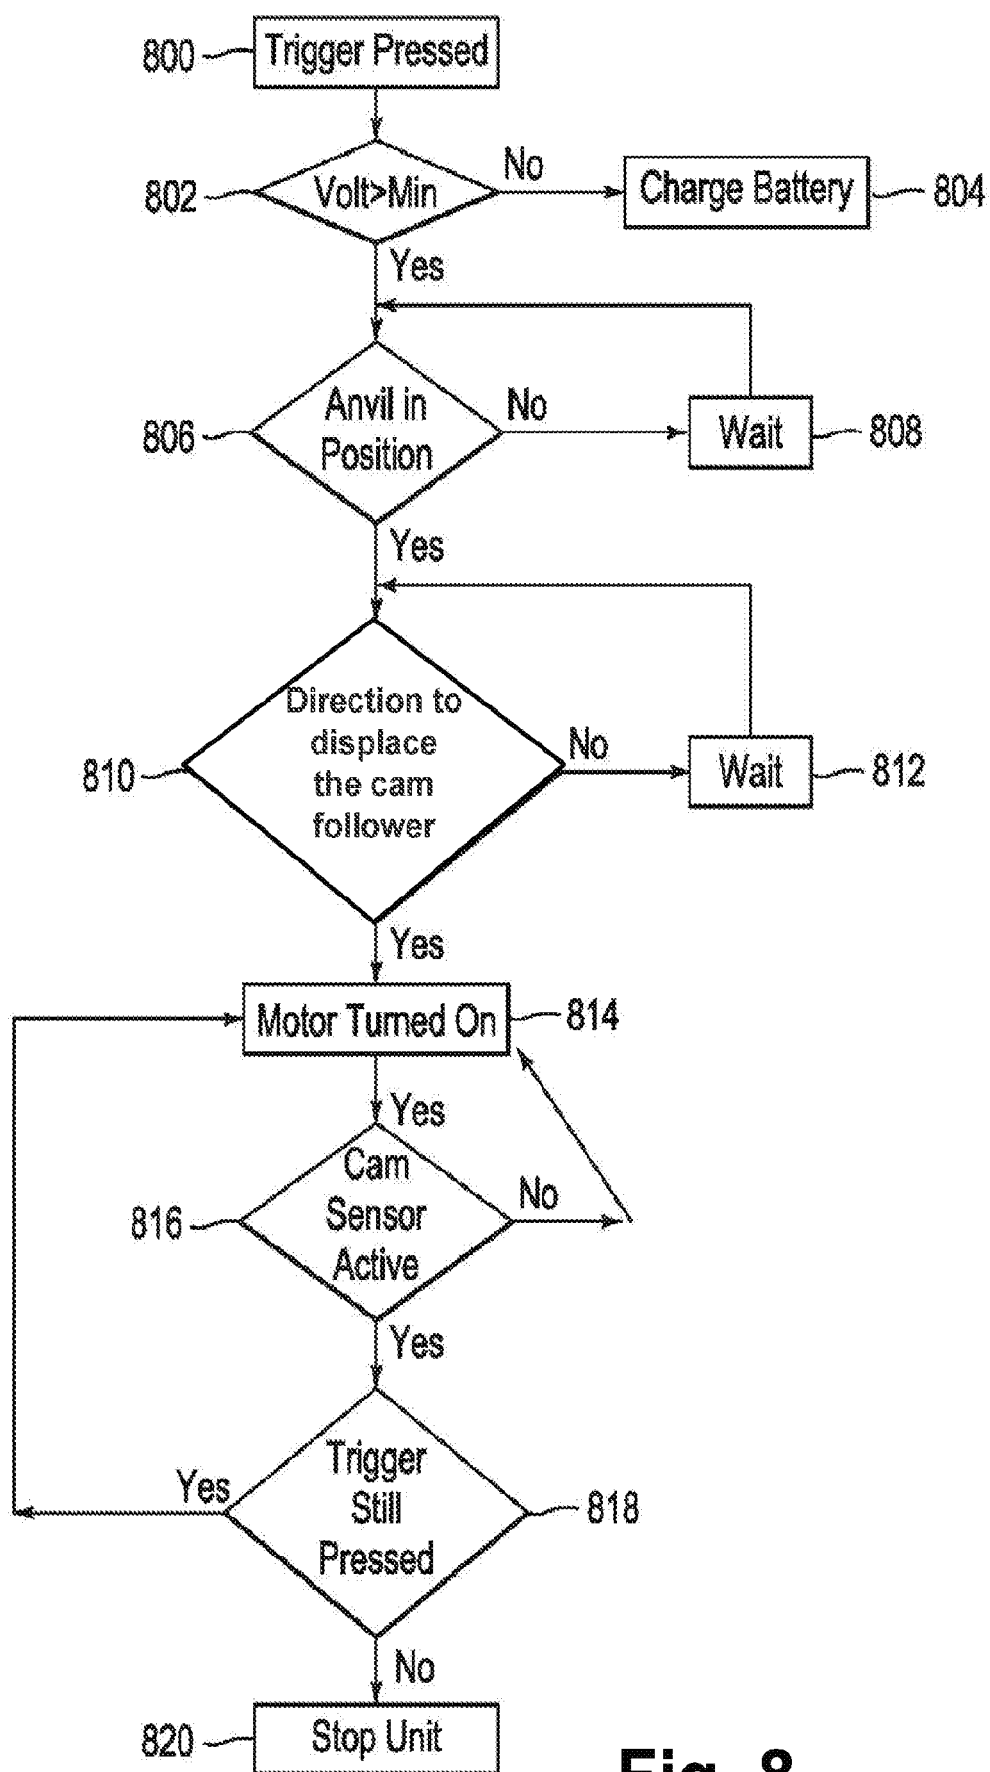 800
Trigger Pressed
802
Volt>Min
No
Charge Battery
804
Yes
806
Anvil in
Position
No
Wait
808
Yes
810
Direction to
displace
the cam
follower
No
Wait
812
Yes
Motor Turned On
814
Yes
816
Cam
Sensor
Active
No
Yes
Yes
Trigger
Still
Pressed
818
No
820
Stop Unit
Fig. 8